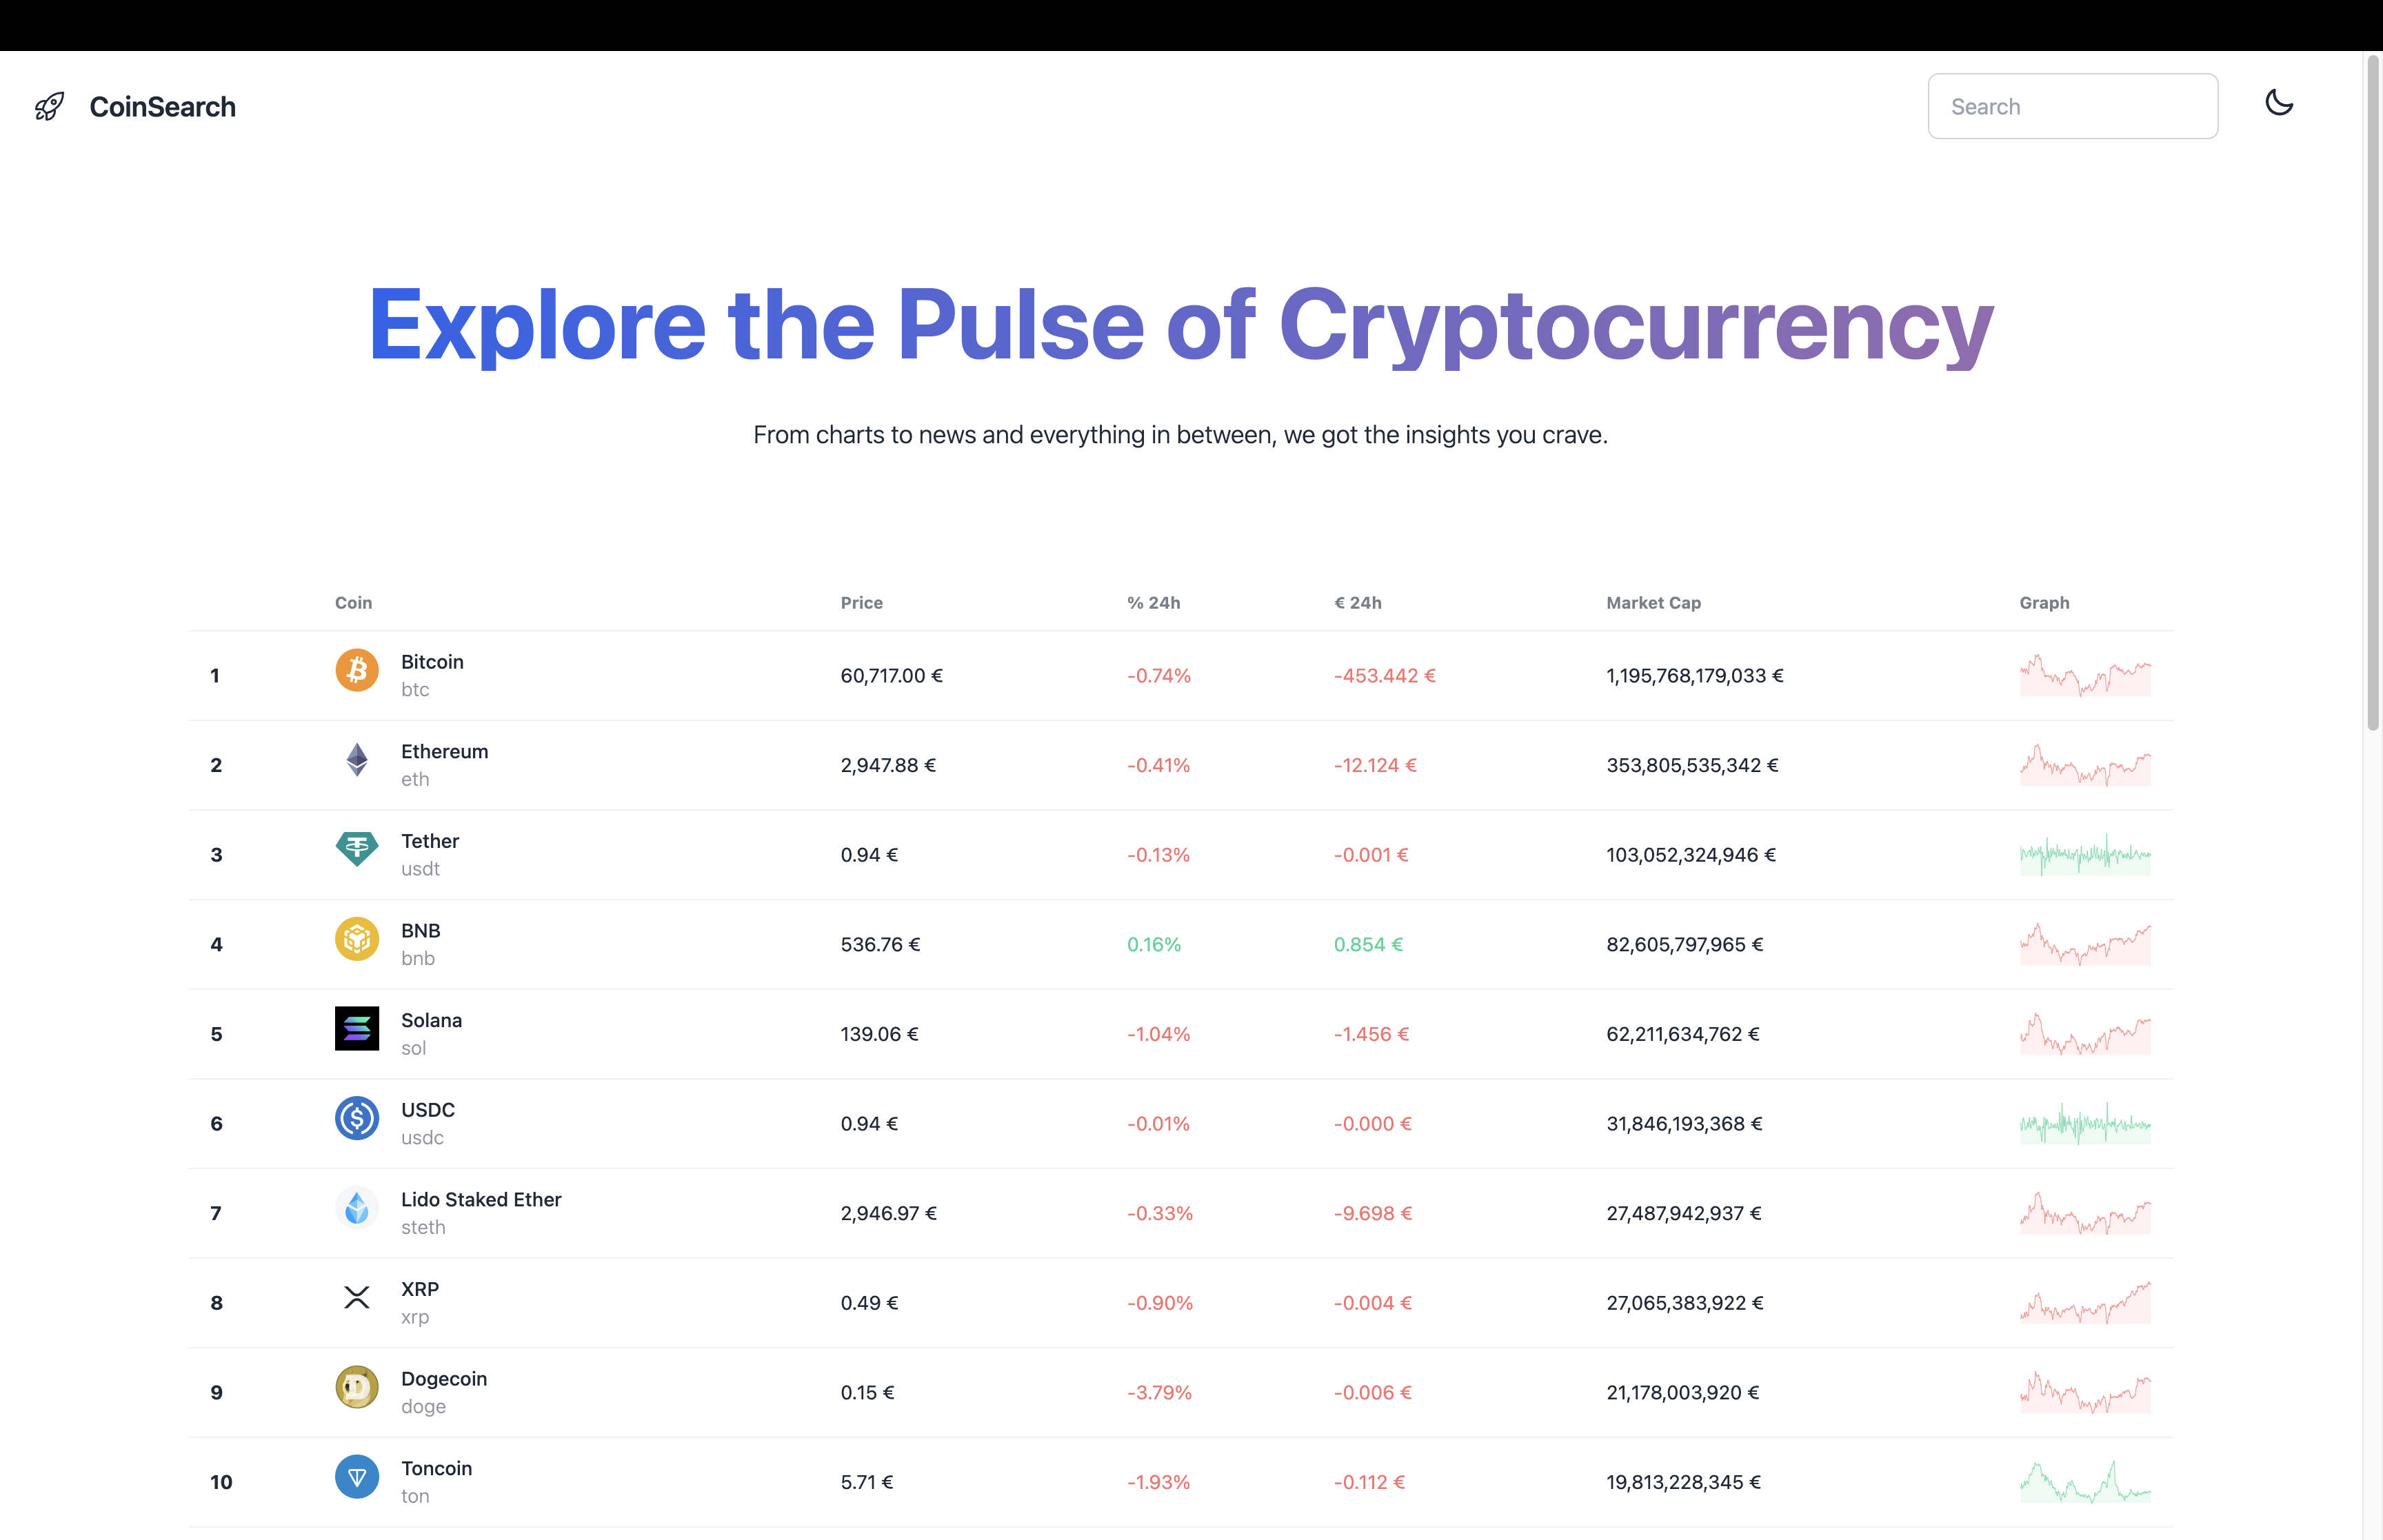 CoinSearch
Search
Explore the Pulse of Cryptocurrency
From charts to news and everything in between, we got the insights you crave.
Coin Price % 24h € 24h Market Cap Graph
1 Bitcoin btc 60,717.00 € -0.74% -453.442 € 1,195,768,179,033 €
2 Ethereum eth 2,947.88 € -0.41% -12.124 € 353,805,535,342 €
3 Tether usdt 0.94 € -0.13% -0.001 € 103,052,324,946 €
4 BNB bnb 536.76 € 0.16% 0.854 € 82,605,797,965 €
5 Solana sol 139.06 € -1.04% -1.456 € 62,211,634,762 €
6 USDC usdc 0.94 € -0.01% -0.000 € 31,846,193,368 €
7 Lido Staked Ether steth 2,946.97 € -0.33% -9.698 € 27,487,942,937 €
8 XRP xrp 0.49 € -0.90% -0.004 € 27,065,383,922 €
9 Dogecoin doge 0.15 € -3.79% -0.006 € 21,178,003,920 €
10 Toncoin ton 5.71 € -1.93% -0.112 € 19,813,228,345 €